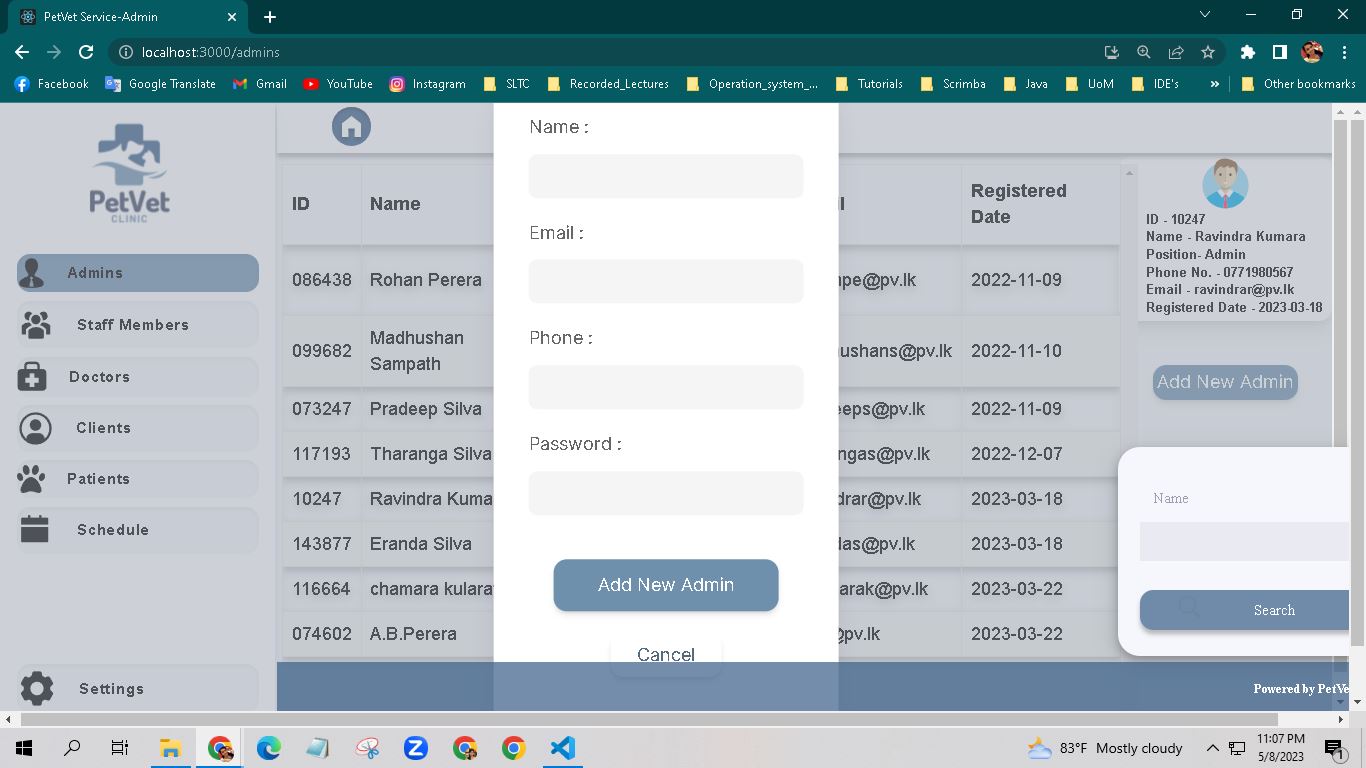 PetVet Service-Admin
localhost:3000/admins
Facebook
Google Translate
Gmail
YouTube
Instagram
SLTC
Recorded_Lectures
Operation_system_...
Tutorials
Scrimba
Java
UoM
IDE's
»
Other bookmarks
PetVet
CLINIC
Admins
Staff Members
Doctors
Clients
Patients
Schedule
Settings
ID Name Registered
Date
086438 Rohan Perera pe@pv.lk 2022-11-09
Madhushan
099682 ushans@pv.lk 2022-11-10
Sampath
073247 Pradeep Silva eeps@pv.lk 2022-11-09
117193 Tharanga Silva ngas@pv.lk 2022-12-07
10247 Ravindra Kuma drar@pv.lk 2023-03-18
143877 Eranda Silva das@pv.lk 2023-03-18
116664 chamara kulara arak@pv.lk 2023-03-22
074602 A.B.Perera @pv.lk 2023-03-22
Name :
Email :
Phone :
Password :
Add New Admin
Cancel
ID - 10247
Name - Ravindra Kumara
Position- Admin
Phone No. - 0771980567
Email - ravindrar@pv.lk
Registered Date - 2023-03-18
Add New Admin
Name
Search
Powered by PetVe
83°F Mostly cloudy
11:07 PM
5/8/2023
1